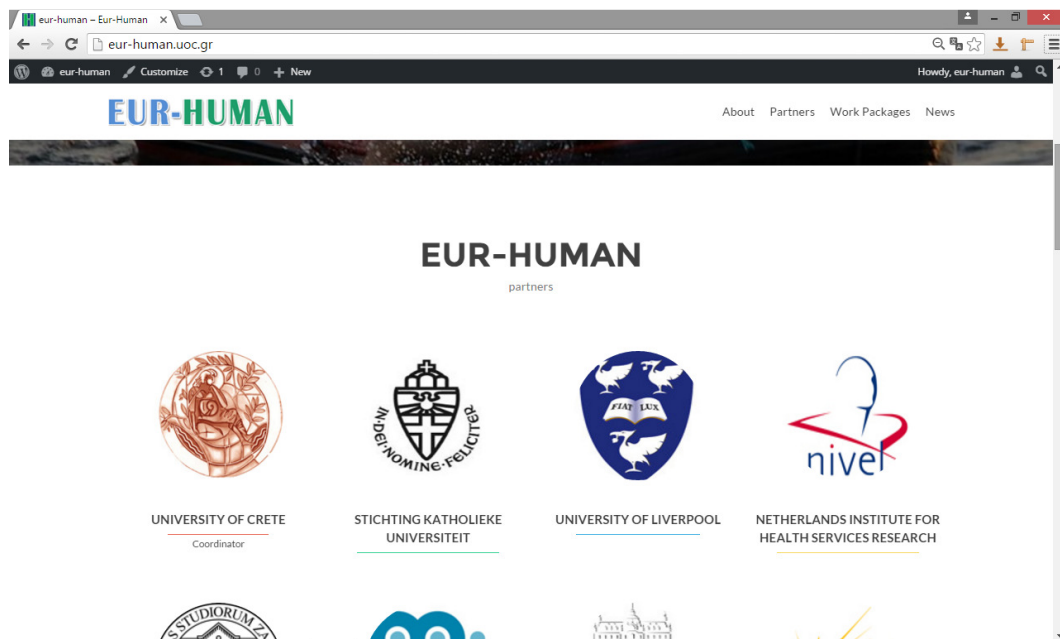 eur-human – Eur-Human
eur-human.uoc.gr
eur-human Customize 1 0 + New Howdy, eur-human
EUR-HUMAN
About Partners Work Packages News
EUR-HUMAN
partners
IN·DEI·NOMINE·FELICITER
FIAT LUX
nivel
UNIVERSITY OF CRETE
Coordinator
STICHTING KATHOLIEKE
UNIVERSITEIT
UNIVERSITY OF LIVERPOOL
NETHERLANDS INSTITUTE FOR
HEALTH SERVICES RESEARCH
STUDIORUM